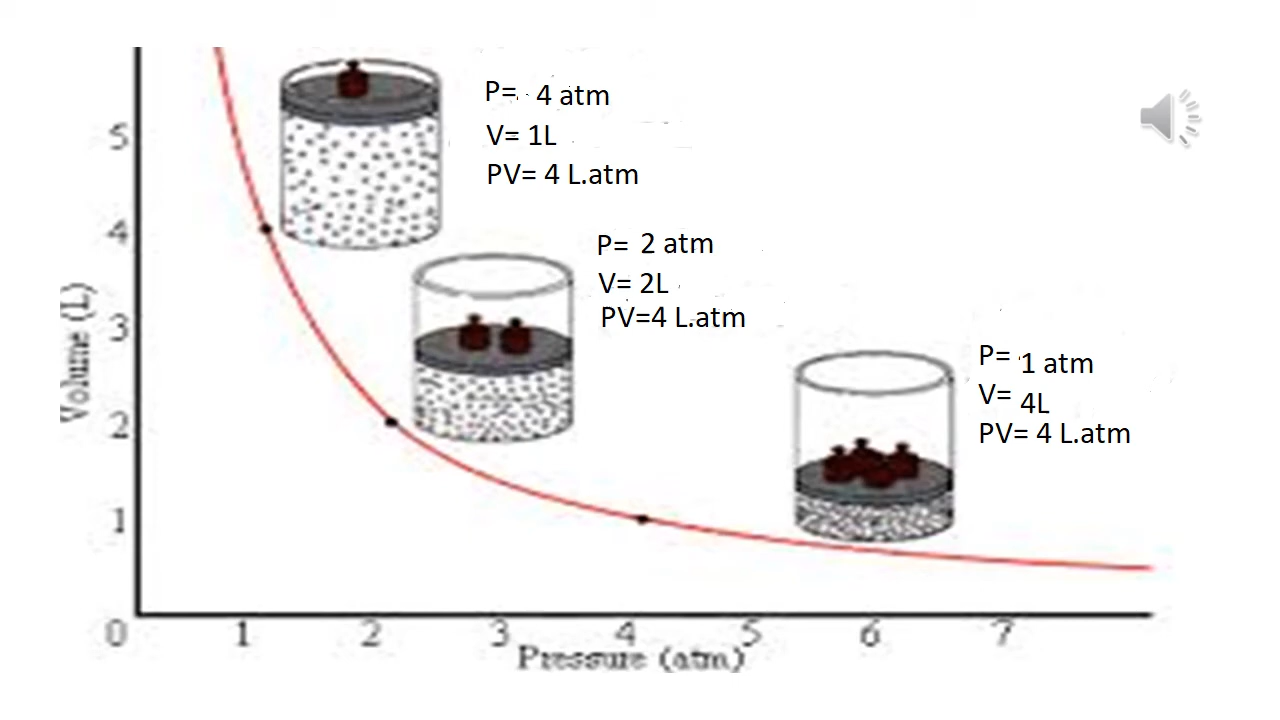 P= 4 atm
V= 1L
PV= 4 L.atm
P= 2 atm
V= 2L
PV=4 L.atm
P= 1 atm
V= 4L
PV= 4 L.atm
5
4
3
2
1
Volume (L)
0 1 2 3 4 5 6 7
Pressure (atm)